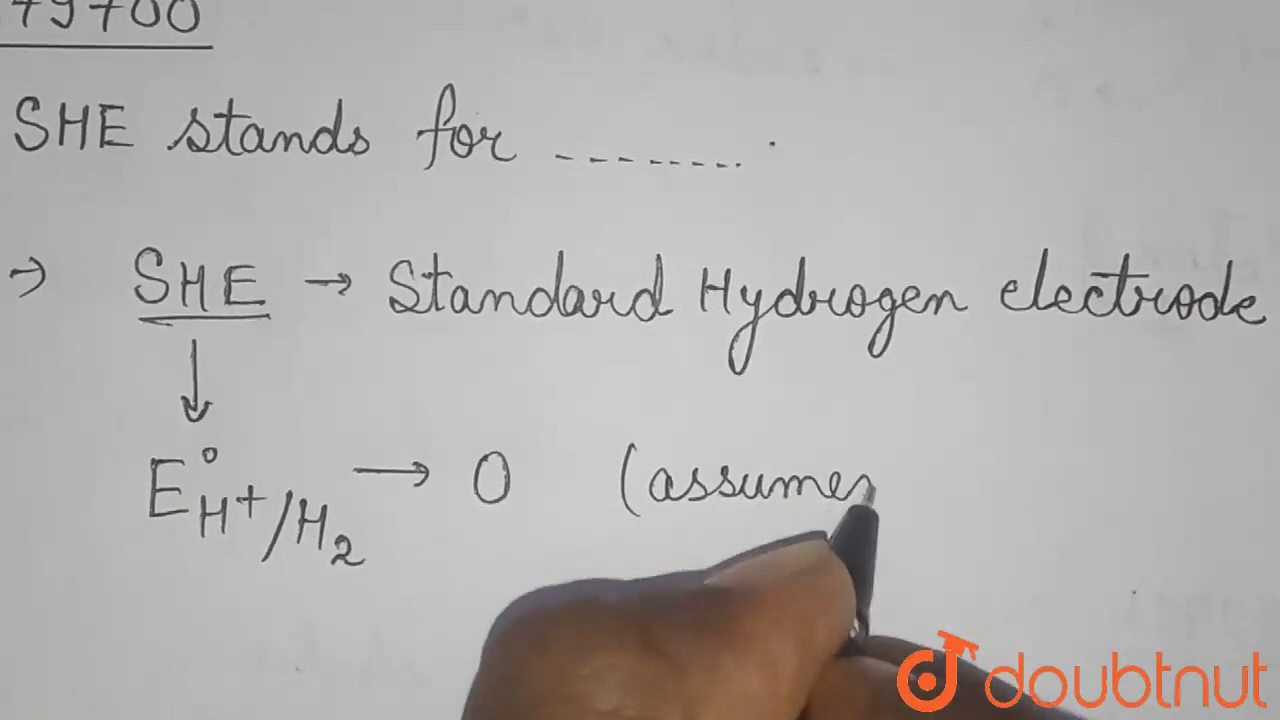 SHE stands for ---------.
→ SHE → Standard Hydrogen electrode
↓
E°H+/H2 → 0 (assumes
doubtnut